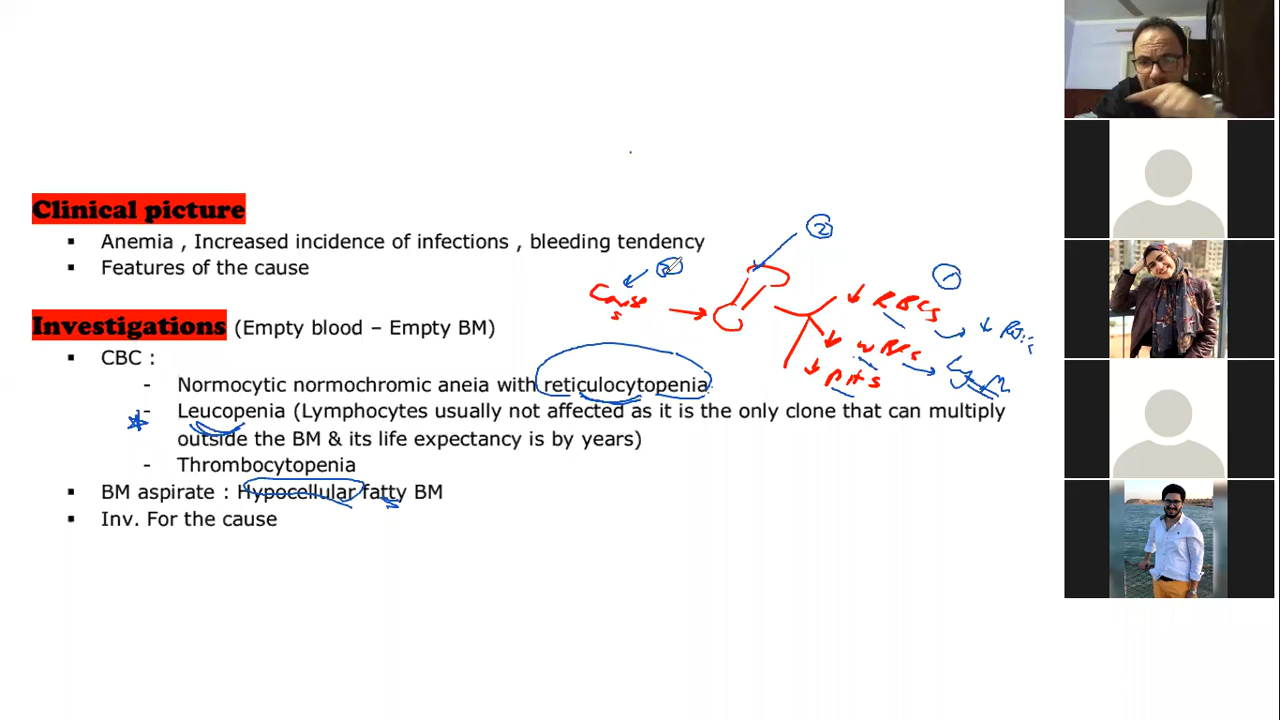 Clinical picture
▪ Anemia , Increased incidence of infections , bleeding tendency
▪ Features of the cause
②
③
①
Causes
↓ RBCs
↓ Retics
↓ WBCs
↓ Plts
Investigations (Empty blood – Empty BM)
▪ CBC :
- Normocytic normochromic aneia with reticulocytopenia
- Leucopenia (Lymphocytes usually not affected as it is the only clone that can multiply
outside the BM & its life expectancy is by years)
- Thrombocytopenia
▪ BM aspirate : Hypocellular fatty BM
▪ Inv. For the cause